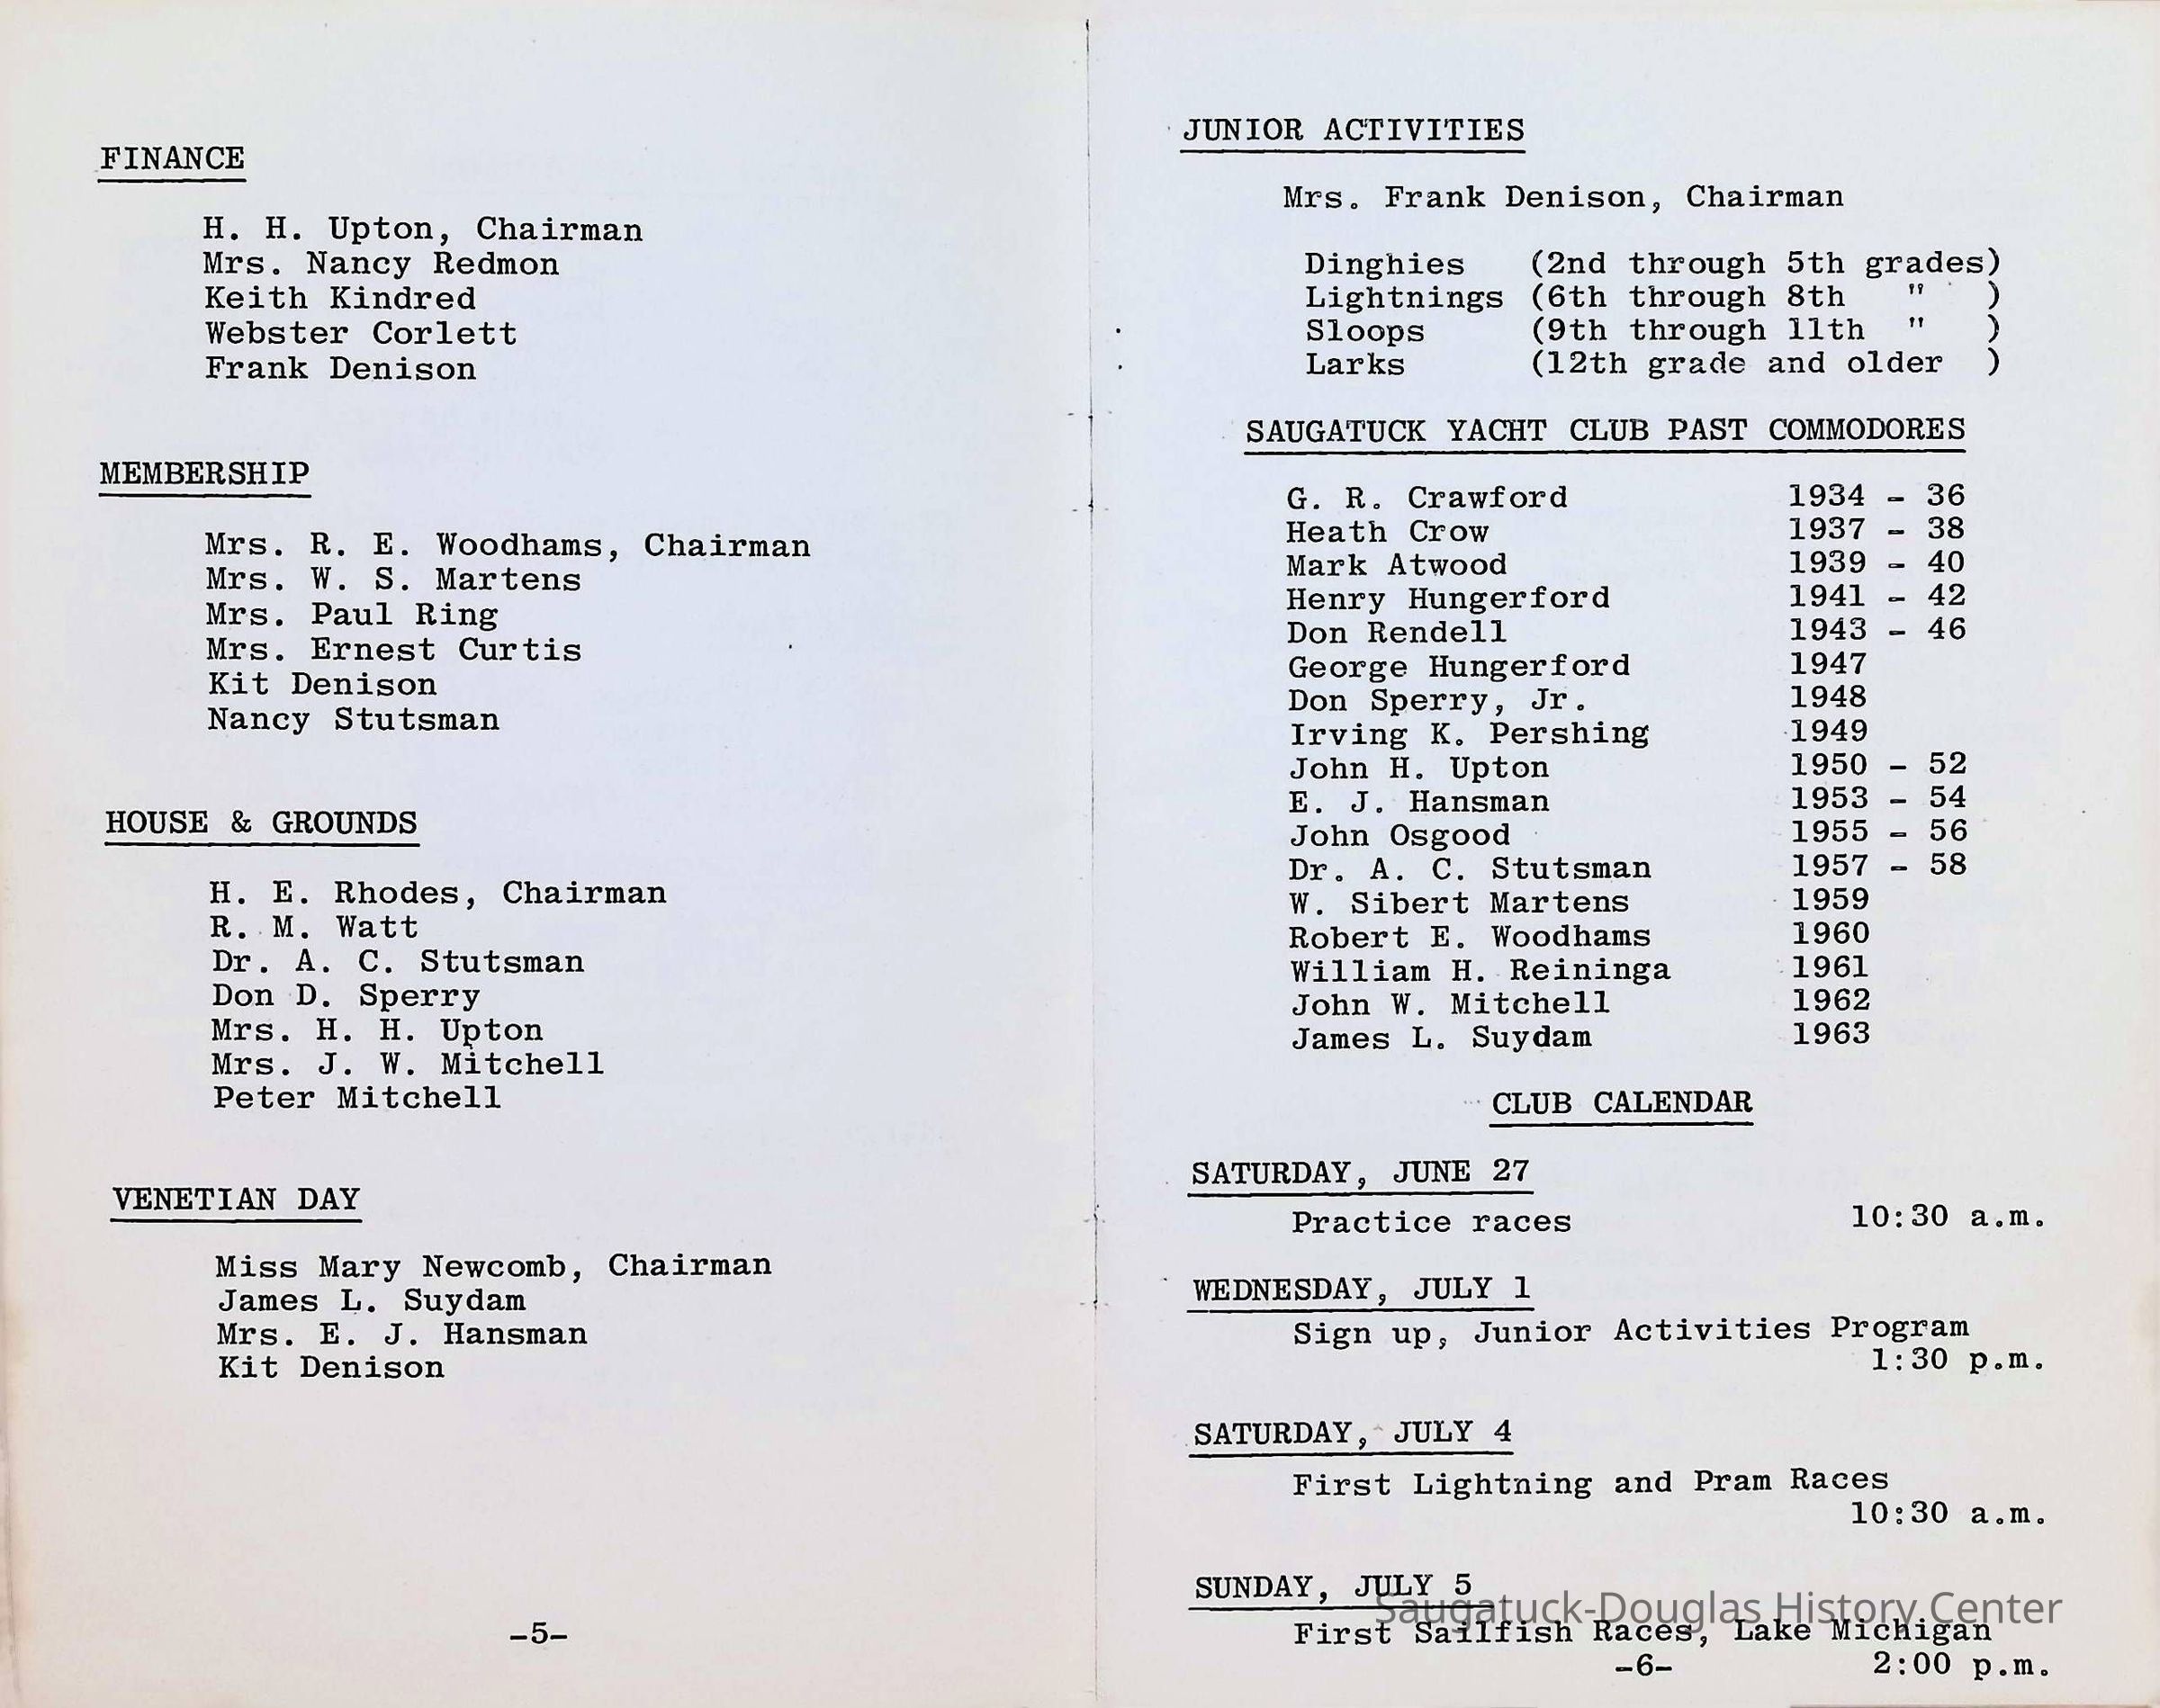 FINANCE
H. H. Upton, Chairman
Mrs. Nancy Redmon
Keith Kindred
Webster Corlett
Frank Denison
MEMBERSHIP
Mrs. R. E. Woodhams, Chairman
Mrs. W. S. Martens
Mrs. Paul Ring
Mrs. Ernest Curtis
Kit Denison
Nancy Stutsman
HOUSE & GROUNDS
H. E. Rhodes, Chairman
R. M. Watt
Dr. A. C. Stutsman
Don D. Sperry
Mrs. H. H. Upton
Mrs. J. W. Mitchell
Peter Mitchell
VENETIAN DAY
Miss Mary Newcomb, Chairman
James L. Suydam
Mrs. E. J. Hansman
Kit Denison
-5-
JUNIOR ACTIVITIES
Mrs. Frank Denison, Chairman
Dinghies (2nd through 5th grades)
Lightnings (6th through 8th " )
Sloops (9th through 11th " )
Larks (12th grade and older )
SAUGATUCK YACHT CLUB PAST COMMODORES
G. R. Crawford 1934 - 36
Heath Crow 1937 - 38
Mark Atwood 1939 - 40
Henry Hungerford 1941 - 42
Don Rendell 1943 - 46
George Hungerford 1947
Don Sperry, Jr. 1948
Irving K. Pershing 1949
John H. Upton 1950 - 52
E. J. Hansman 1953 - 54
John Osgood 1955 - 56
Dr. A. C. Stutsman 1957 - 58
W. Sibert Martens 1959
Robert E. Woodhams 1960
William H. Reininga 1961
John W. Mitchell 1962
James L. Suydam 1963
CLUB CALENDAR
SATURDAY, JUNE 27
Practice races 10:30 a.m.
WEDNESDAY, JULY 1
Sign up, Junior Activities Program
1:30 p.m.
SATURDAY, JULY 4
First Lightning and Pram Races
10:30 a.m.
SUNDAY, JULY 5
Saugatuck-Douglas History Center
First Sailfish Races, Lake Michigan
-6- 2:00 p.m.